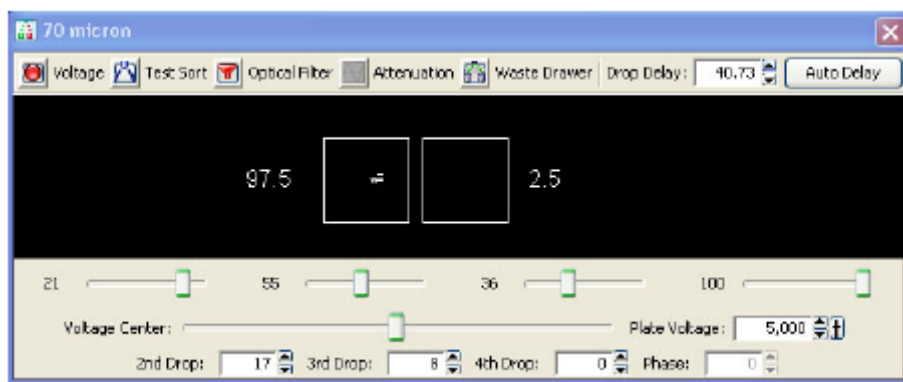 70 micron
Voltage Test Sort Optical Filter Attenuation Waste Drawer Drop Delay: 40.73 Auto Delay
97.5 2.5
21 55 36 100
Voltage Center: Plate Voltage: 5,000
2nd Drop: 17 3rd Drop: 8 4th Drop: 0 Phase: 0